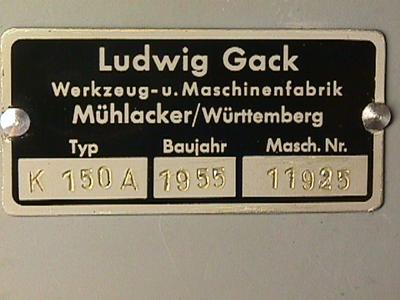 Ludwig Gack
Werkzeug-u. Maschinenfabrik
Mühlacker/Württemberg
Typ Baujahr Masch. Nr.
K 150 A 1955 11925